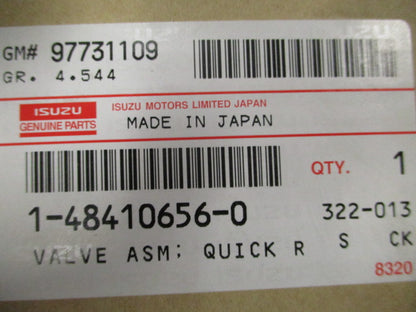 GM# 97731109
GR. 4.544
ISUZU
GENUINE PARTS
ISUZU MOTORS LIMITED JAPAN
MADE IN JAPAN
QTY. 1
1-48410656-0 322-013
VALVE ASM; QUICK R S CK
8320